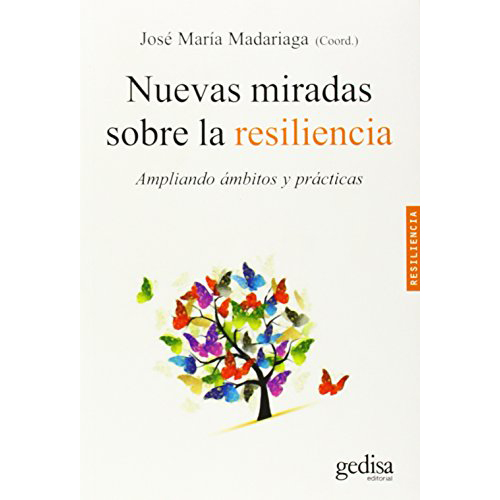 José María Madariaga (Coord.)
Nuevas miradas
sobre la resiliencia
Ampliando ámbitos y prácticas
RESILIENCIA
gedisa
editorial